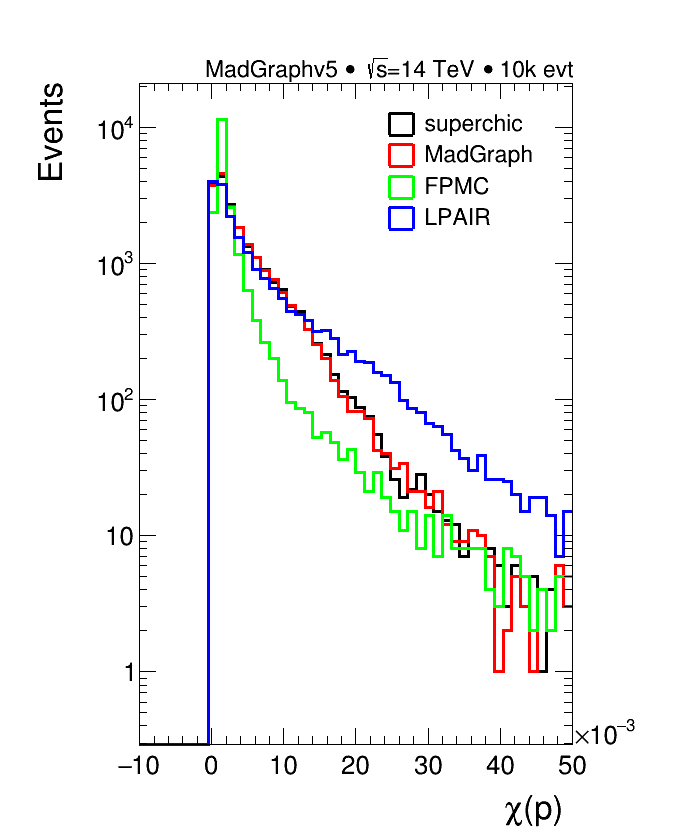 MadGraphv5 • √s=14 TeV • 10k evt
Events
superchic
MadGraph
FPMC
LPAIR
10⁴
10³
10²
10
1
−10 0 10 20 30 40 50
×10⁻³
χ(p)